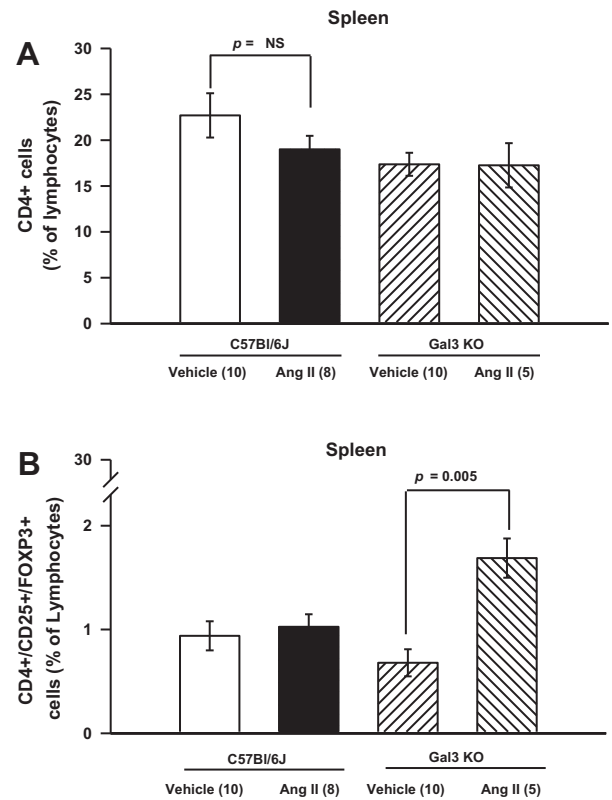 Spleen
A
p = NS
30
25
20
15
10
5
0
CD4+ cells
(% of lymphocytes)
C57Bl/6J
Gal3 KO
Vehicle (10)
Ang II (8)
Vehicle (10)
Ang II (5)
Spleen
B
p = 0.005
30
2
1
0
CD4+/CD25+/FOXP3+
cells (% of Lymphocytes)
C57Bl/6J
Gal3 KO
Vehicle (10)
Ang II (8)
Vehicle (10)
Ang II (5)